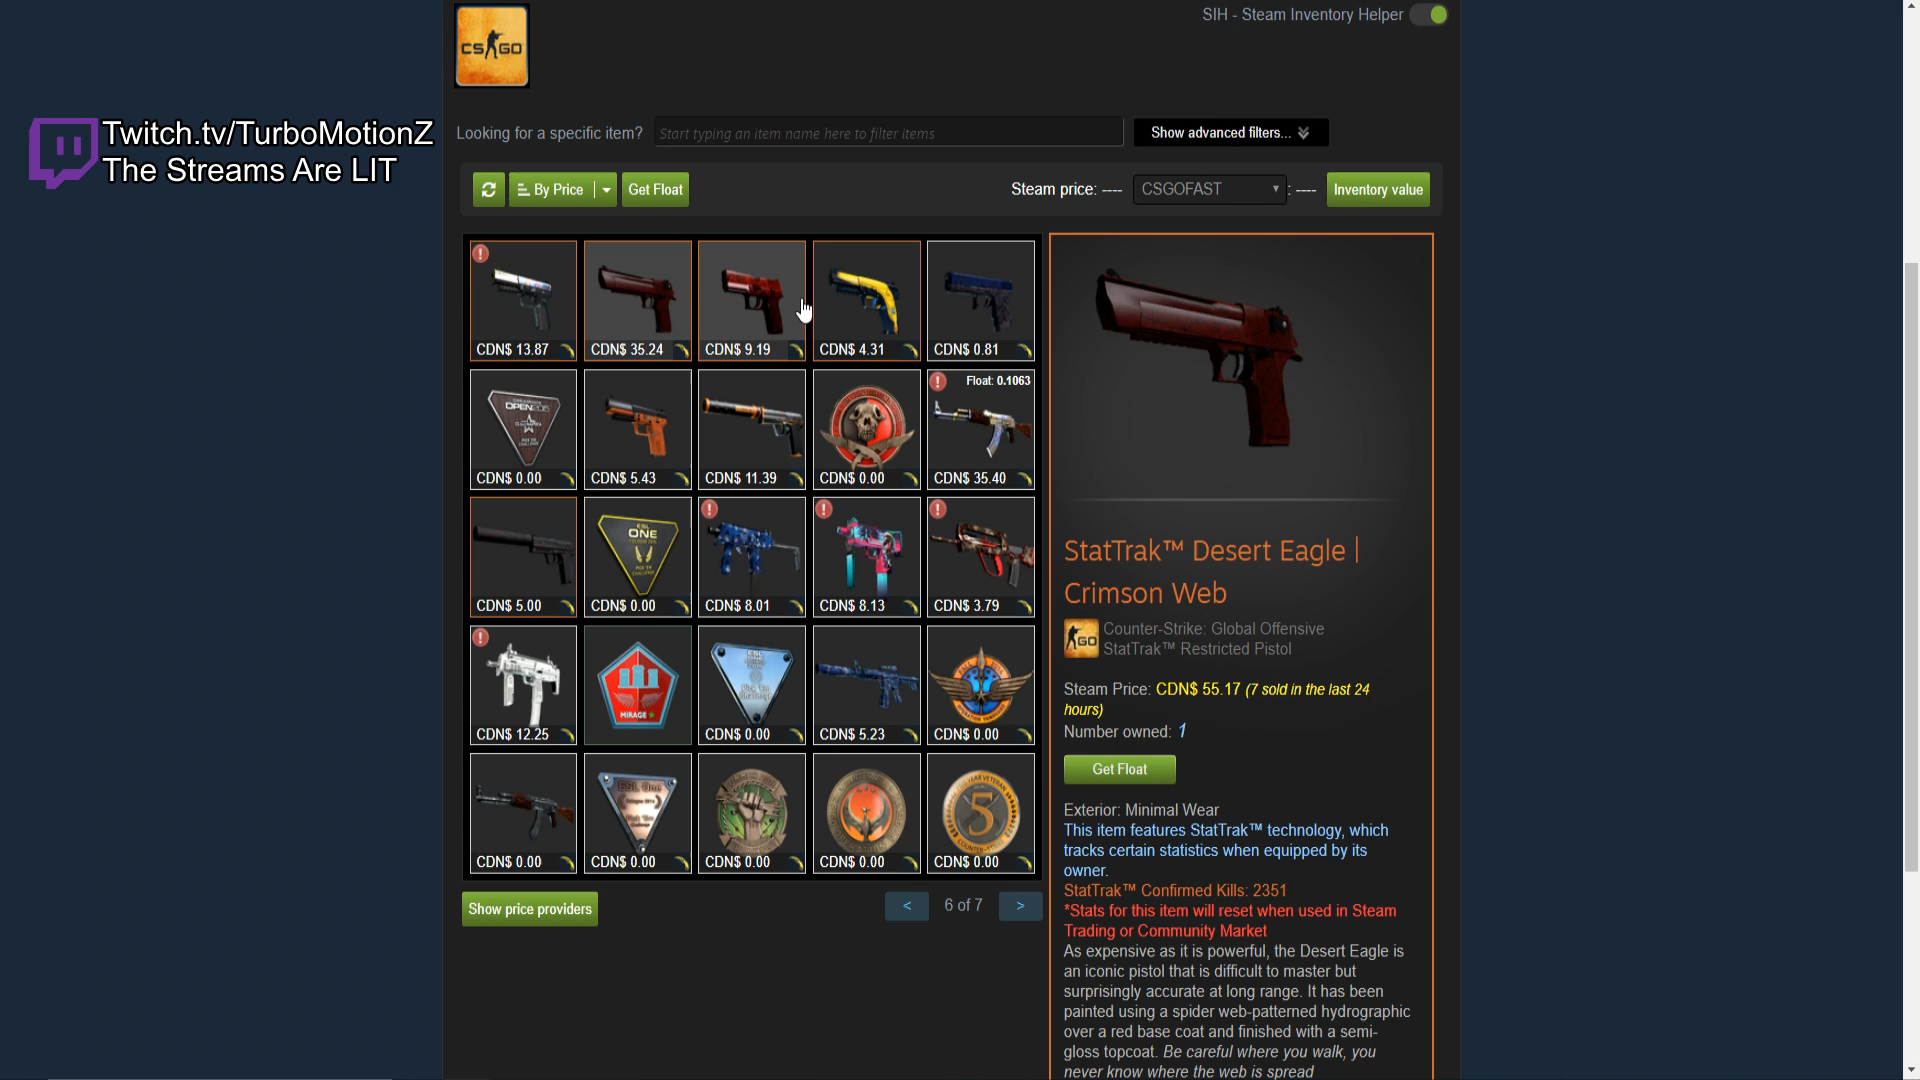 SIH - Steam Inventory Helper
CS GO
Twitch.tv/TurboMotionZ
The Streams Are LIT
Looking for a specific item?
Start typing an item name here to filter items
Show advanced filters...
By Price
Get Float
Steam price: ----
CSGOFAST
: ----
Inventory value
CDN$ 13.87
CDN$ 35.24
CDN$ 9.19
CDN$ 4.31
CDN$ 0.81
OPEN 2015
Float: 0.1063
CDN$ 0.00
CDN$ 5.43
CDN$ 11.39
CDN$ 0.00
CDN$ 35.40
ESL
ONE
CDN$ 5.00
CDN$ 0.00
CDN$ 8.01
CDN$ 8.13
CDN$ 3.79
MIRAGE
CDN$ 12.25
CDN$ 0.00
CDN$ 5.23
CDN$ 0.00
ESL One
5
CDN$ 0.00
CDN$ 0.00
CDN$ 0.00
CDN$ 0.00
CDN$ 0.00
Show price providers
<
6 of 7
>
StatTrak™ Desert Eagle |
Crimson Web
GO
Counter-Strike: Global Offensive
StatTrak™ Restricted Pistol
Steam Price: CDN$ 55.17 (7 sold in the last 24
hours)
Number owned: 1
Get Float
Exterior: Minimal Wear
This item features StatTrak™ technology, which
tracks certain statistics when equipped by its
owner.
StatTrak™ Confirmed Kills: 2351
*Stats for this item will reset when used in Steam
Trading or Community Market
As expensive as it is powerful, the Desert Eagle is
an iconic pistol that is difficult to master but
surprisingly accurate at long range. It has been
painted using a spider web-patterned hydrographic
over a red base coat and finished with a semi-
gloss topcoat. Be careful where you walk, you
never know where the web is spread